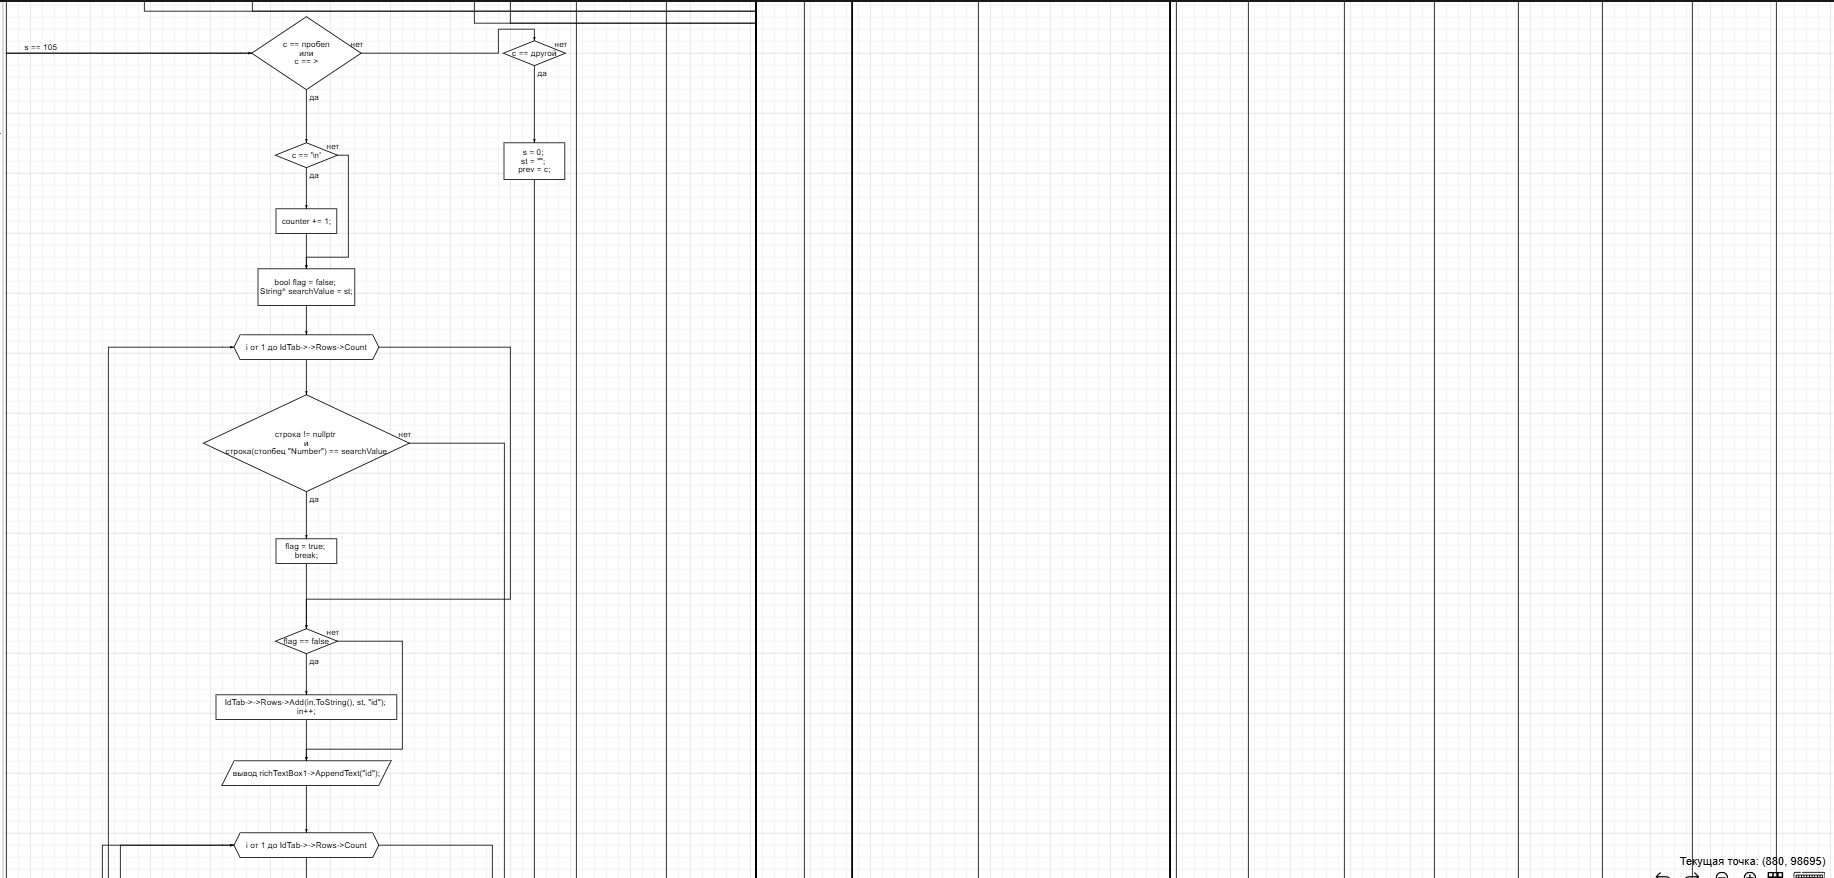 s == 105
c == пробел
или
c == >
нет
да
c == другой
нет
да
c == '\n'
нет
да
s = 0;
st = "";
prev = c;
counter += 1;
bool flag = false;
String^ searchValue = st;
i от 1 до IdTab->->Rows->Count
строка != nullptr
и
строка(столбец "Number") == searchValue
нет
да
flag = true;
break;
flag == false
нет
да
IdTab->->Rows->Add(in.ToString(), st, "id");
in++;
вывод richTextBox1->AppendText("id");
i от 1 до IdTab->->Rows->Count
Текущая точка: (880, 98695)